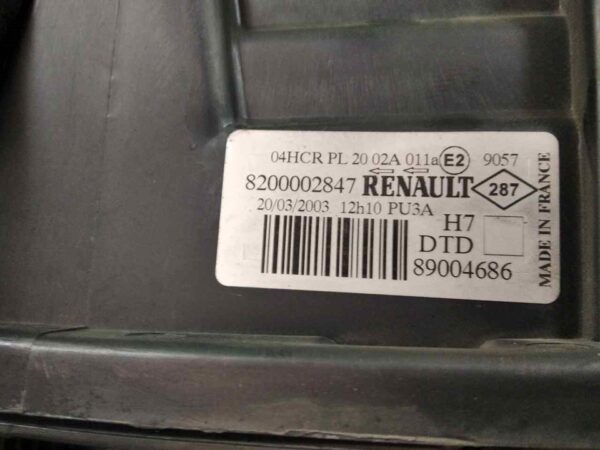 04HCR PL 20 02A 011a E2 9057
8200002847 RENAULT 287
20/03/2003 12h10 PU3A
H7
DTD
89004686
MADE IN FRANCE